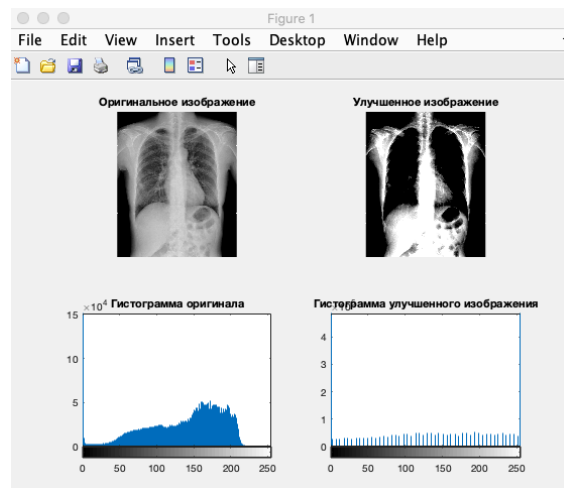 Figure 1
File Edit View Insert Tools Desktop Window Help
Оригинальное изображение
Улучшенное изображение
×10⁴ Гистограмма оригинала
15
10
5
0
0 50 100 150 200 250
Гистограмма улучшенного изображения
4
3
2
1
0
0 50 100 150 200 250